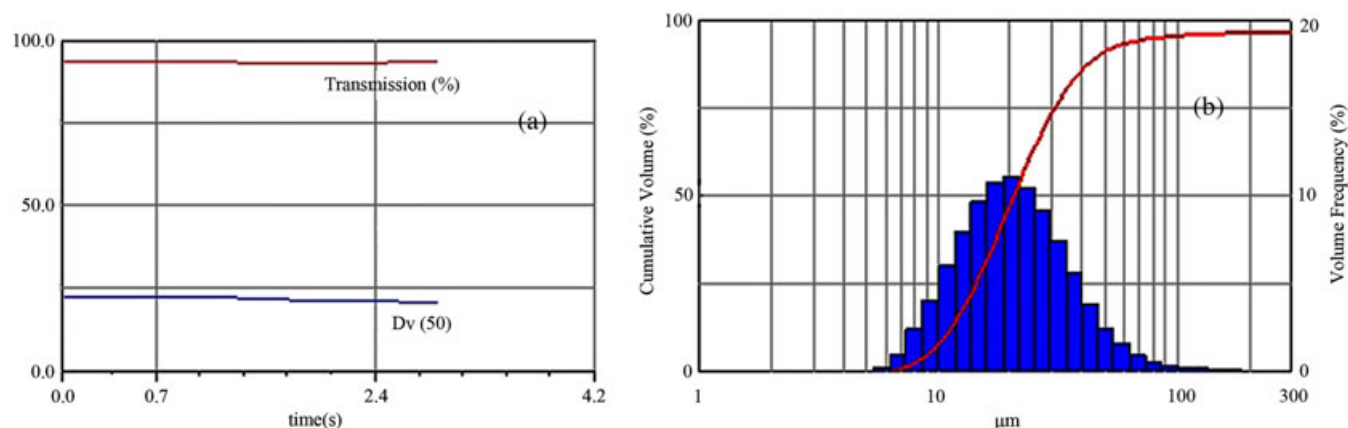 100.0
Transmission (%)
(a)
50.0
Dv (50)
0.0
0.0 0.7 2.4 4.2
time(s)
100 20
(b)
Cumulative Volume (%)
Volume Frequency (%)
50 10
0 0
1 10 100 300
μm